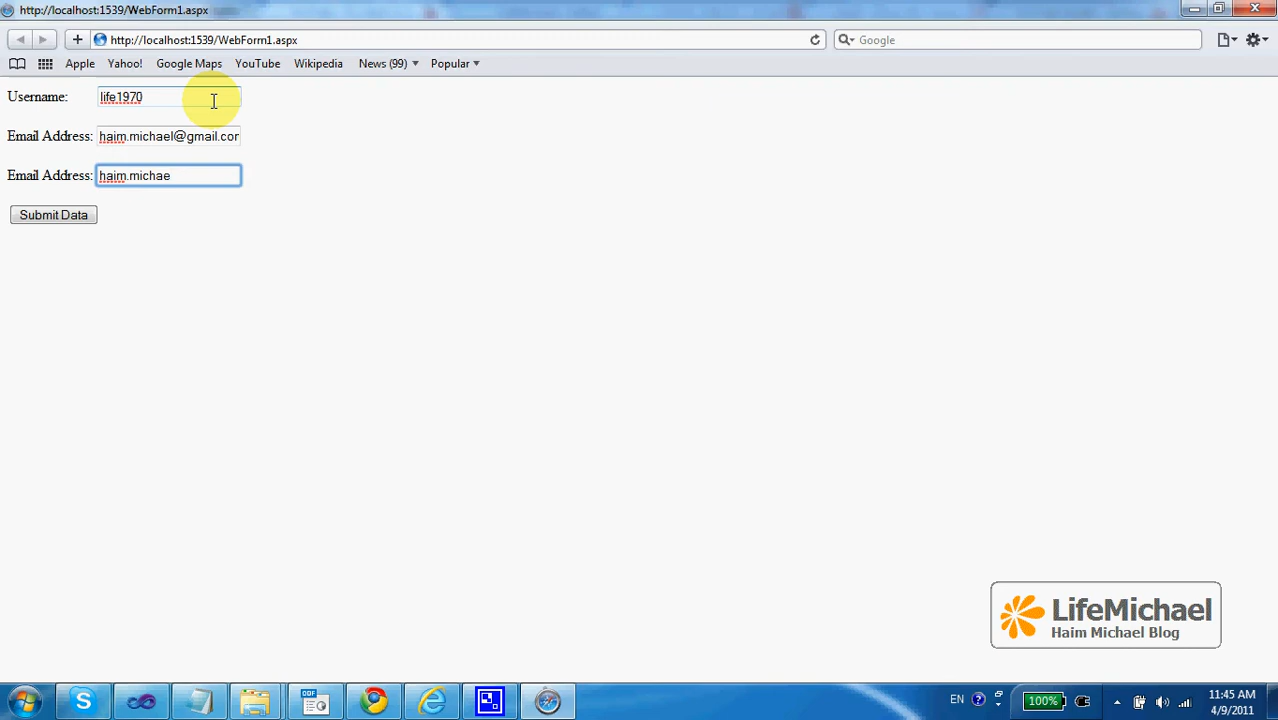 http://localhost:1539/WebForm1.aspx
http://localhost:1539/WebForm1.aspx
Google
Apple Yahoo! Google Maps YouTube Wikipedia News (99) Popular
Username: life1970
Email Address: haim.michael@gmail.cor
Email Address: haim.michae
Submit Data
LifeMichael
Haim Michael Blog
ODF
EN
100%
11:45 AM
4/9/2011